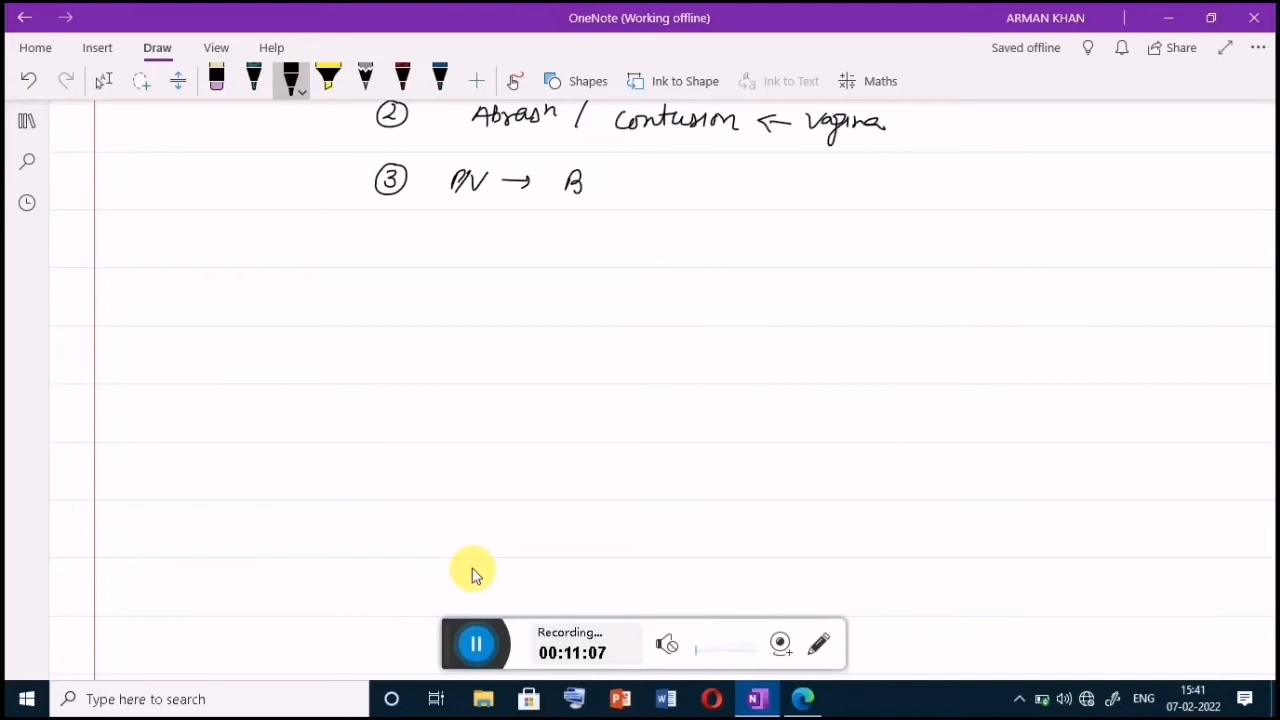 OneNote (Working offline)
ARMAN KHAN
Home Insert Draw View Help
Saved offline
Share
Shapes
Ink to Shape
Ink to Text
Maths
2 Abrash / contusion ← vagina
3 P/V → B
Recording...
00:11:07
Type here to search
ENG
15:41
07-02-2022